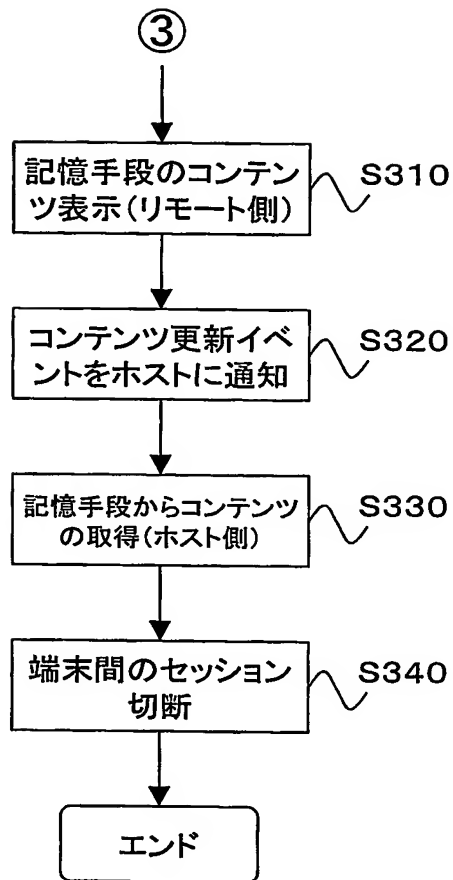 ③
記憶手段のコンテン
ツ表示(リモート側)
S310
コンテンツ更新イベ
ントをホストに通知
S320
記憶手段からコンテンツ
の取得(ホスト側)
S330
端末間のセッション
切断
S340
エンド